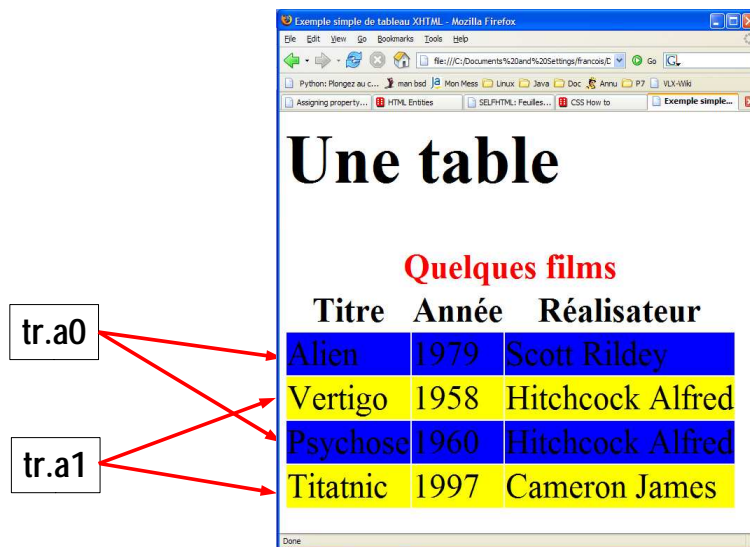 Exemple simple de tableau XHTML - Mozilla Firefox
File Edit View Go Bookmarks Tools Help
file:///C:/Documents%20and%20Settings/francois/D Go G
Python: Plongez au c... man bsd Mon Mess Linux Java Doc Annu P7 VLX-Wiki
Assigning property... HTML Entities SELFHTML: Feuilles... CSS How to Exemple simple...
Une table
Quelques films
Titre Année Réalisateur
tr.a0
Alien 1979 Scott Rildey
Vertigo 1958 Hitchcock Alfred
Psychose 1960 Hitchcock Alfred
tr.a1
Titatnic 1997 Cameron James
Done